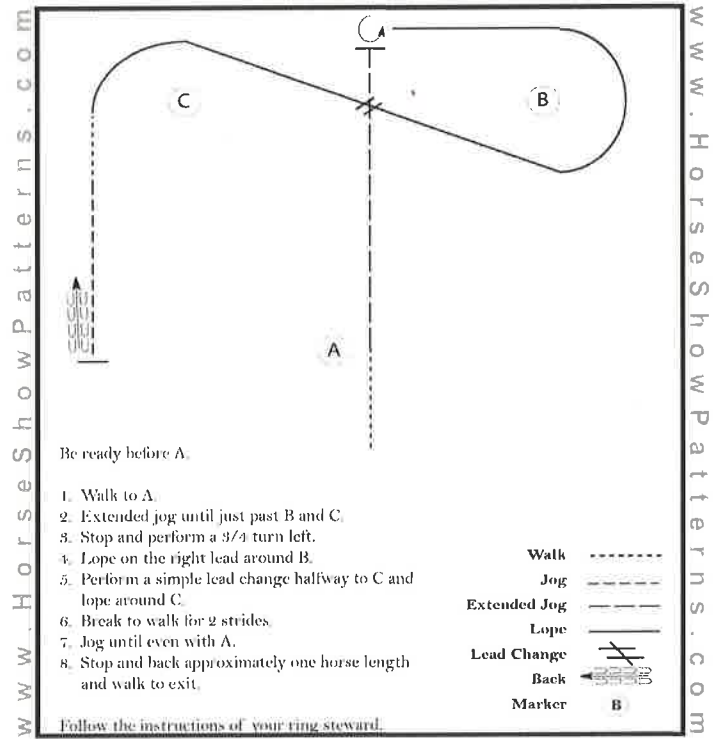 www.HorseShowPatterns.com
C
B
A
Be ready before A.
1. Walk to A.
2. Extended jog until just past B and C.
3. Stop and perform a 3/4 turn left.
4. Lope on the right lead around B.
5. Perform a simple lead change halfway to C and
lope around C.
6. Break to walk for 2 strides.
7. Jog until even with A.
8. Stop and back approximately one horse length
and walk to exit.
Follow the instructions of your ring steward.
Walk
Jog
Extended Jog
Lope
Lead Change
Back
Marker B
www.HorseShowPatterns.com